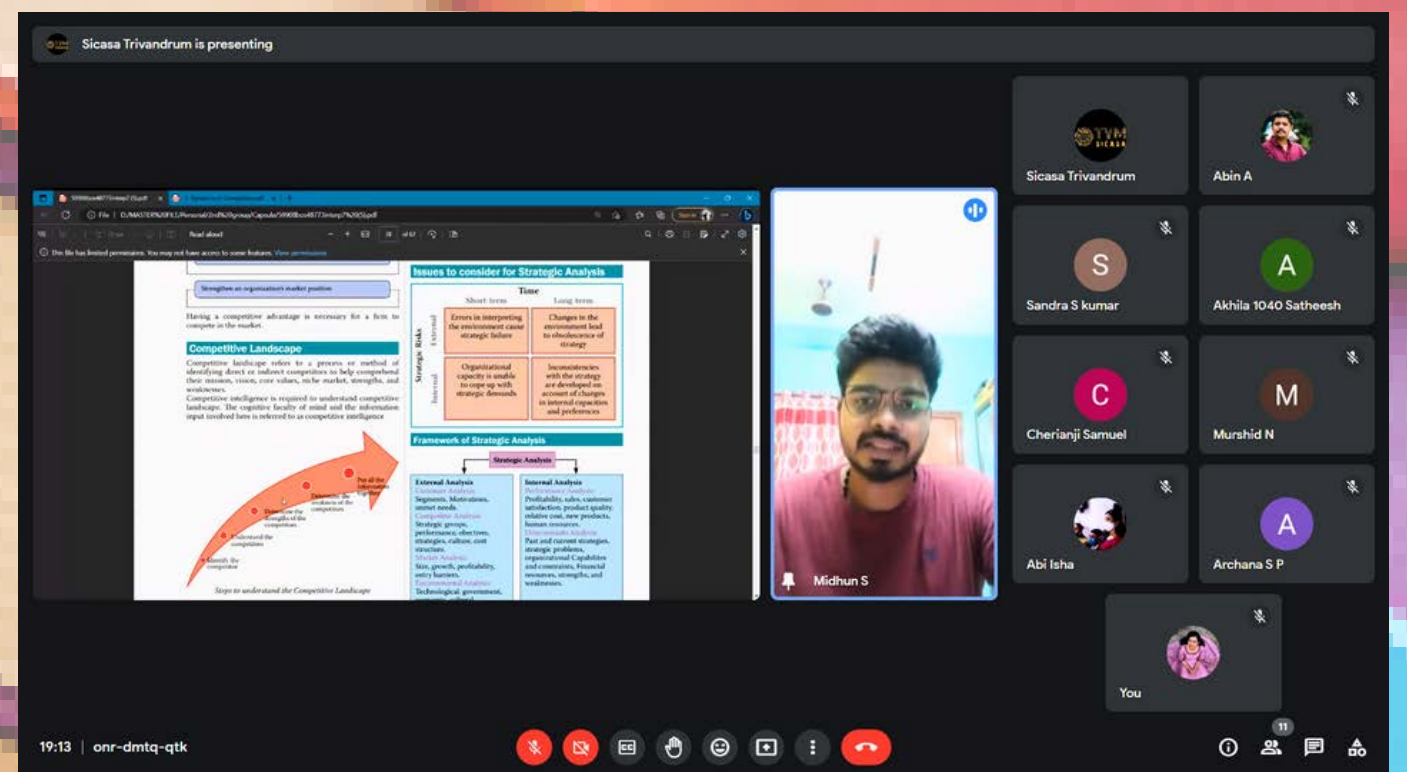 Sicasa Trivandrum is presenting
File
Read aloud
This file has limited permissions. You may not have access to some features. View permissions
Strengthen an organization's market position
Having a competitive advantage is necessary for a firm to
compete in the market.
Competitive Landscape
Competitive landscape refers to a process or method of
identifying direct or indirect competitors to help comprehend
their mission, vision, core values, niche market, strengths, and
weaknesses.
Competitive intelligence is required to understand competitive
landscape. The cognitive faculty of mind and the information
input involved here is referred to as competitive intelligence
Put all the
information
together
Determine the
weakness of the
competitors
Determine the
strengths of the
competitors
Understand the
competitors
Identify the
competitor
Steps to understand the Competitive Landscape
Issues to consider for Strategic Analysis
Time
Short term
Long term
Strategic Risks
External
Internal
Errors in interpreting
the environment cause
strategic failure
Changes in the
environment lead
to obsolescence of
strategy
Organizational
capacity is unable
to cope up with
strategic demands
Inconsistencies
with the strategy
are developed on
account of changes
in internal capacities
and preferences
Framework of Strategic Analysis
Strategic Analysis
External Analysis
Customer Analysis
Segments, Motivations,
unmet needs.
Competitor Analysis
Strategic groups,
performance, objectives,
strategies, culture, cost
structure.
Market Analysis
Size, growth, profitability,
entry barriers.
Environmental Analysis
Technological government,
Internal Analysis
Performance Analysis
Profitability, sales, customer
satisfaction, product quality,
relative cost, new products,
human resources.
Determinants Analysis
Past and current strategies,
strategic problems,
organizational Capabilities
and constraints, Financial
resources, strengths, and
weaknesses.
Midhun S
TVM
SICASA
Sicasa Trivandrum
Abin A
S
Sandra S kumar
A
Akhila 1040 Satheesh
C
Cherianji Samuel
M
Murshid N
Abi Isha
A
Archana S P
You
19:13 | onr-dmtq-qtk
CC
11